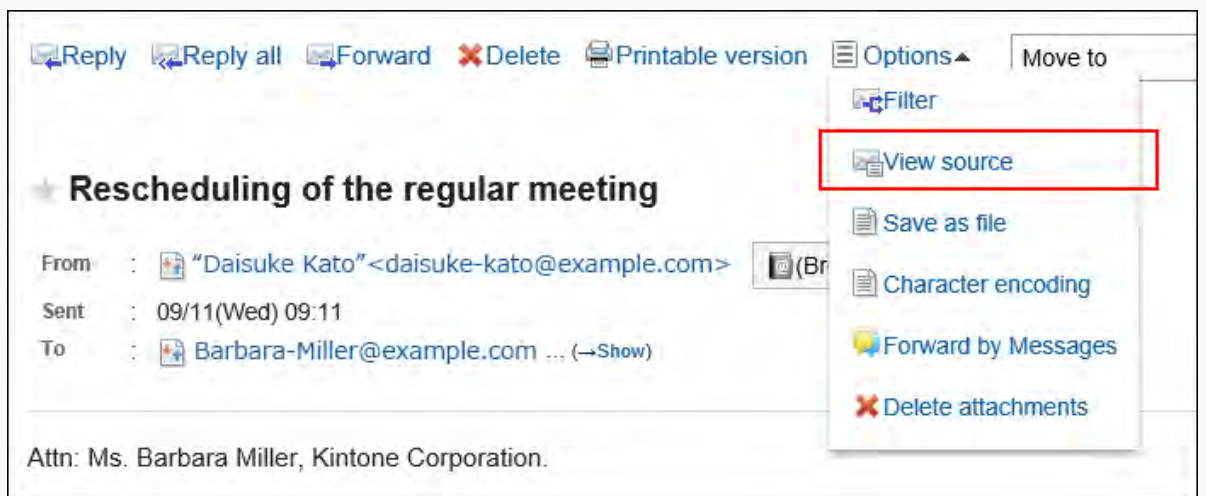 Reply Reply all Forward Delete Printable version Options▲ Move to
Filter
View source
Rescheduling of the regular meeting
Save as file
From : “Daisuke Kato”<daisuke-kato@example.com> (Br
Character encoding
Sent : 09/11(Wed) 09:11
To : Barbara-Miller@example.com ... (→Show)
Forward by Messages
Delete attachments
Attn: Ms. Barbara Miller, Kintone Corporation.